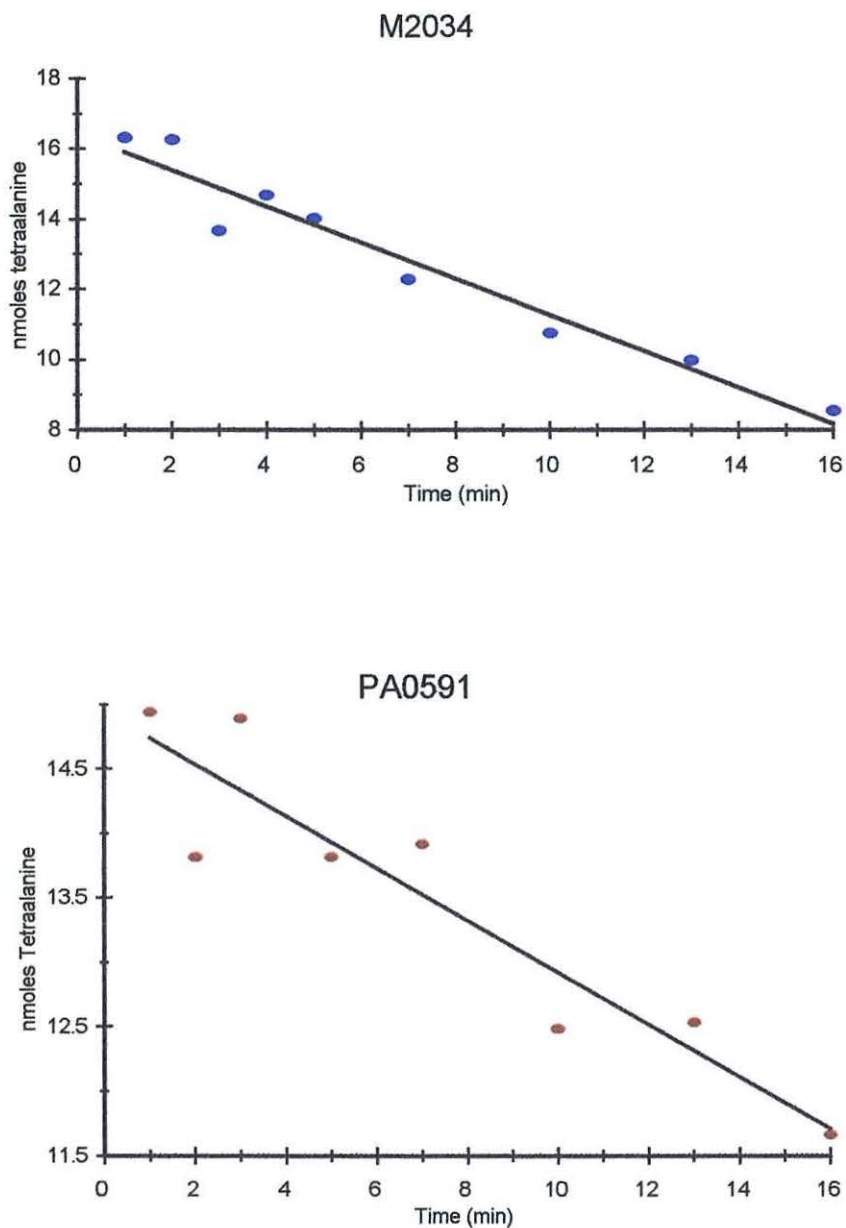 M2034
18
16
14
12
10
8
nmoles tetraalanine
0 2 4 6 8 10 12 14 16
Time (min)
PA0591
14.5
13.5
12.5
11.5
nmoles Tetraalanine
0 2 4 6 8 10 12 14 16
Time (min)